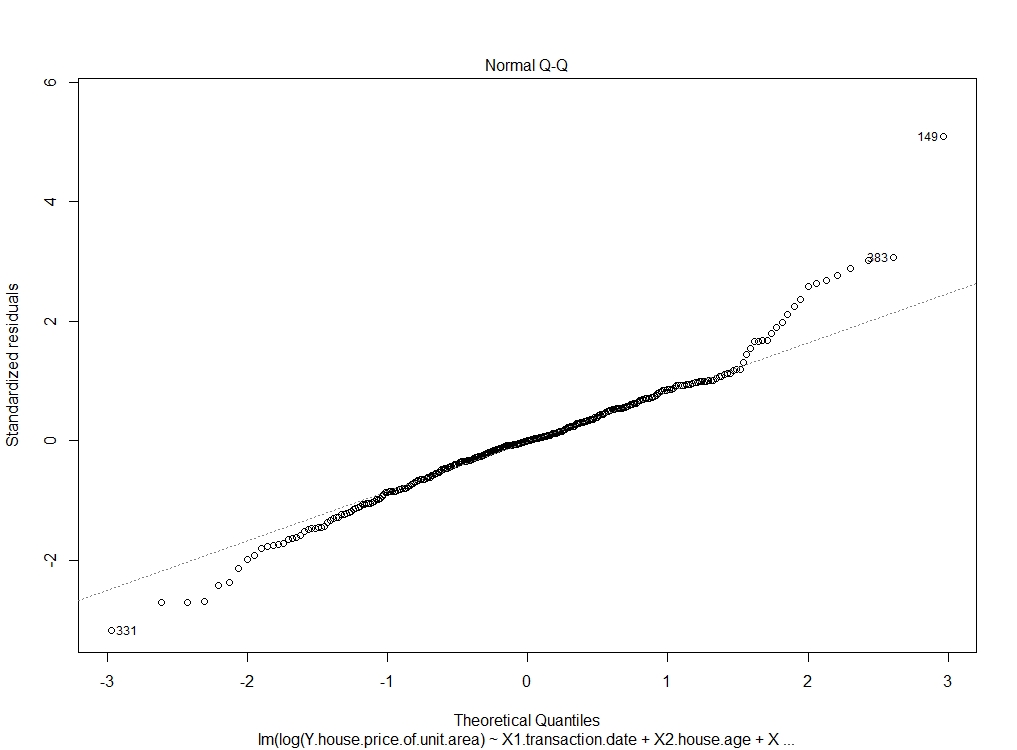 Normal Q-Q
6
149
4
383
2
0
-2
331
-3 -2 -1 0 1 2 3
Standardized residuals
Theoretical Quantiles
lm(log(Y.house.price.of.unit.area) ~ X1.transaction.date + X2.house.age + X ...